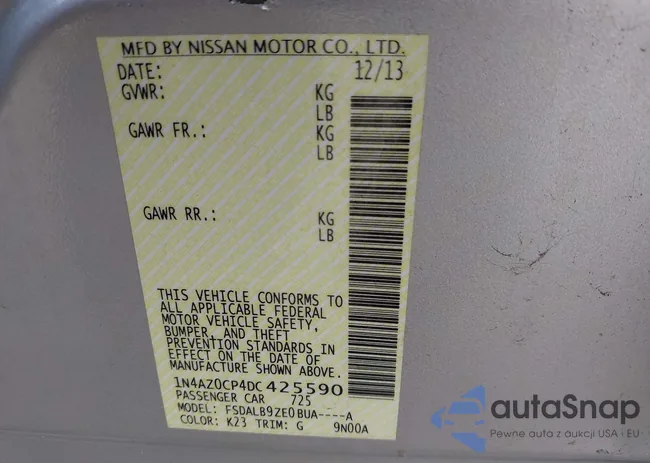 MFD BY NISSAN MOTOR CO., LTD.
DATE: 12/13
GVWR: KG
LB
GAWR FR.: KG
LB
GAWR RR.: KG
LB
THIS VEHICLE CONFORMS TO
ALL APPLICABLE FEDERAL
MOTOR VEHICLE SAFETY,
BUMPER, AND THEFT
PREVENTION STANDARDS IN
EFFECT ON THE DATE OF
MANUFACTURE SHOWN ABOVE.
1N4AZ0CP4DC425590
PASSENGER CAR 725
MODEL: FSDALB9ZE0BUA----A
COLOR: K23 TRIM: G 9N00A
autaSnap
Pewne auta z aukcji USA i EU